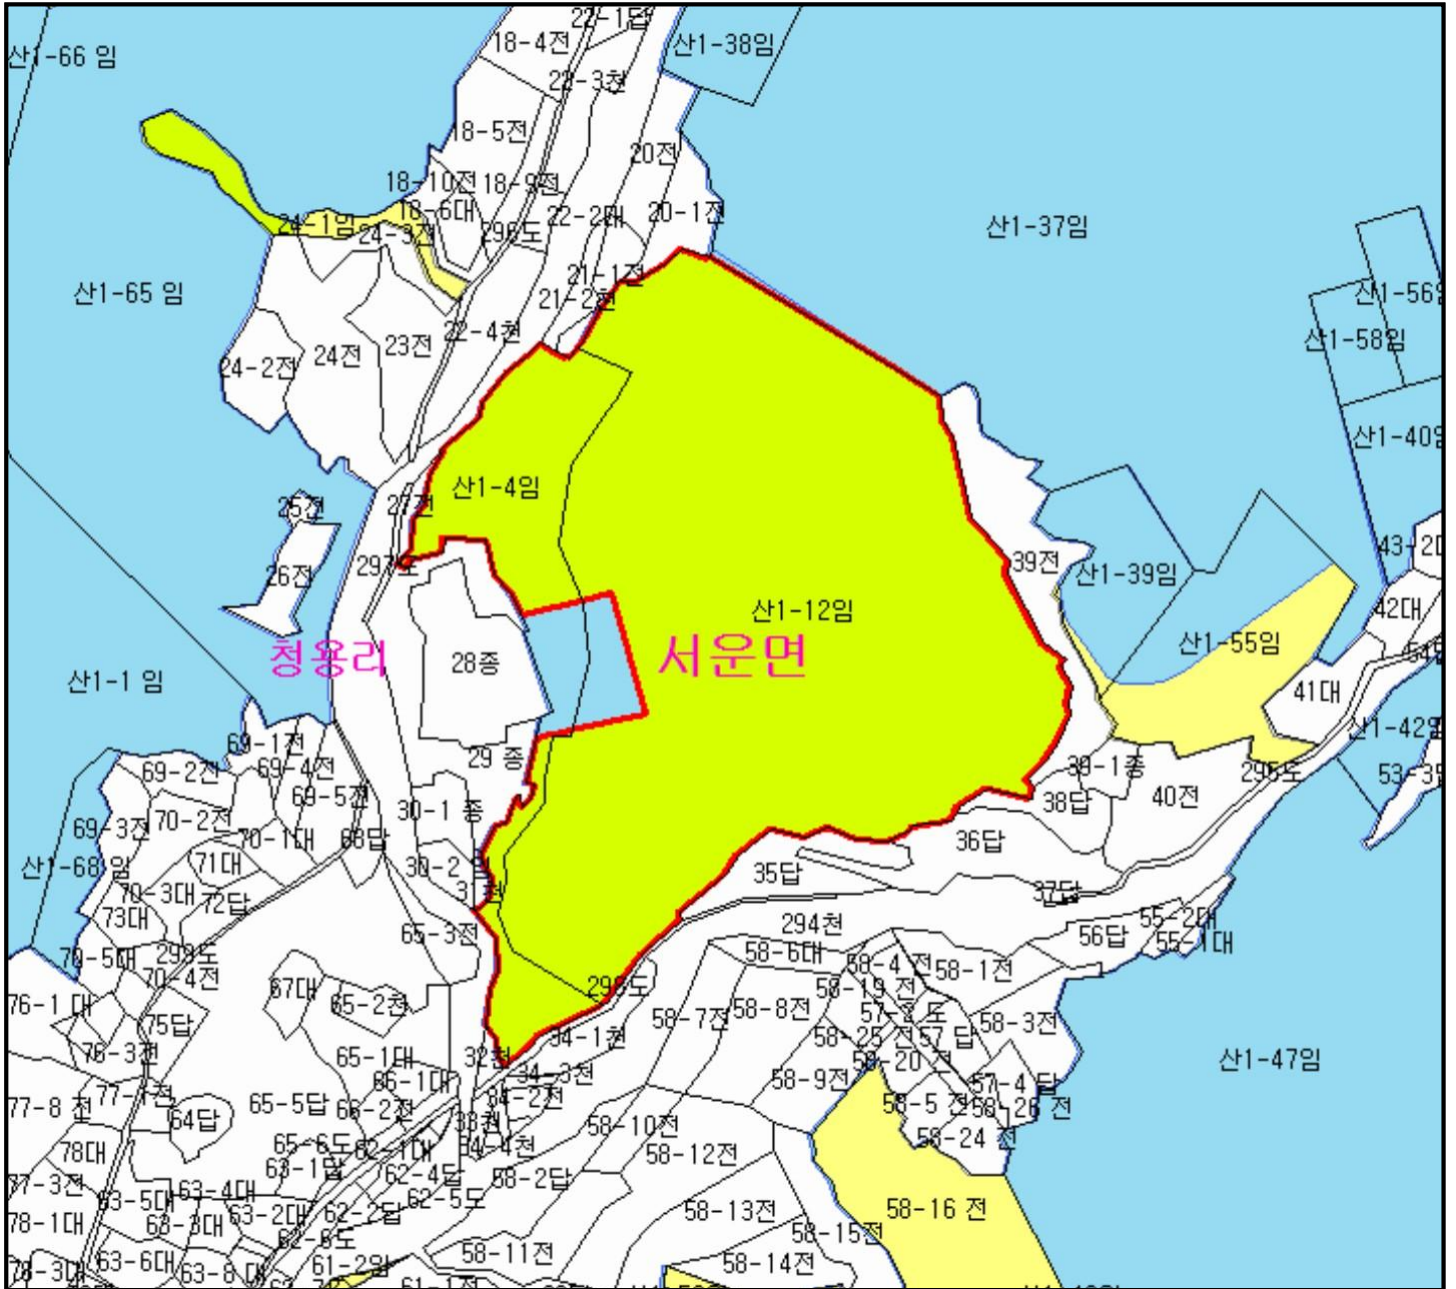 22-1답
18-4전
산1-38임
산1-66 임
22-3천
18-5전
20전
18-10전
18-9전
18-6대
22-2대
20-1전
24-1임
24-3전
296도
산1-37임
21-1전
산1-65 임
21-2천
22-4천
산1-58임
24-2전
24전
23전
산1-4임
25전
27전
39전
297도
26전
산1-39임
산1-12임
42대
청용리
28종
서운면
산1-55임
산1-1 임
41대
69-1전
29 종
69-2전
69-4전
39-1종
295도
69-5전
30-1 종
38답
40전
69-3전
70-2전
70-1대
68답
36답
산1-68 임
71대
35답
70-3대
72답
37답
73대
65-3전
294천
55-2대
56답
55-1대
70-5대
299도
58-6대
58-4 전
58-1전
70-4전
67대
65-2천
58-19 전
76-1 대
58-7전
58-8전
58-3전
75답
58-25 전
57 답
34-1천
76-3전
65-1대
32천
산1-47임
66-1대
34-3천
58-9전
58-20 전
57-4 답
77-8 전
77-1전
64답
65-5답
66-2전
34-2전
58-5 전
33천
58-10전
58-24 전
78대
65-6도
62-1대
34-4천
63-1답
58-12전
77-3전
62-4답
58-2답
63-5대
63-4대
62-5도
58-16 전
78-1대
63-3대
63-2대
62-2답
58-13전
58-15전
62-6도
58-11전
63-6대
63-8 대
61-2임
58-14전
78-3대
61-1전